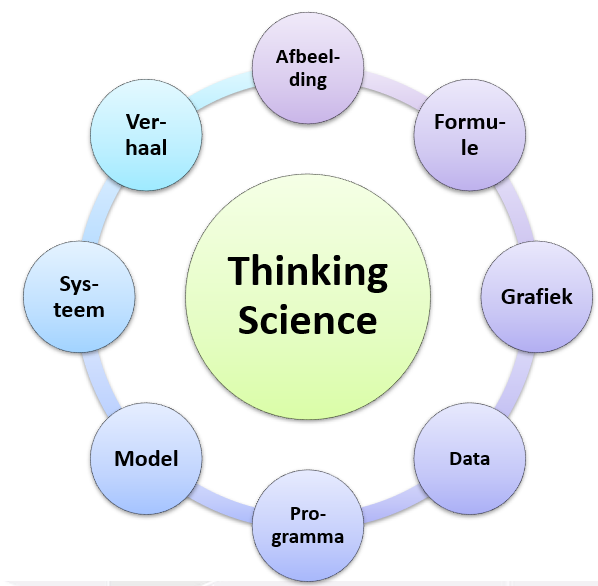 Afbeel-
ding
Formu-
le
Grafiek
Data
Pro-
gramma
Model
Sys-
teem
Ver-
haal
Thinking
Science